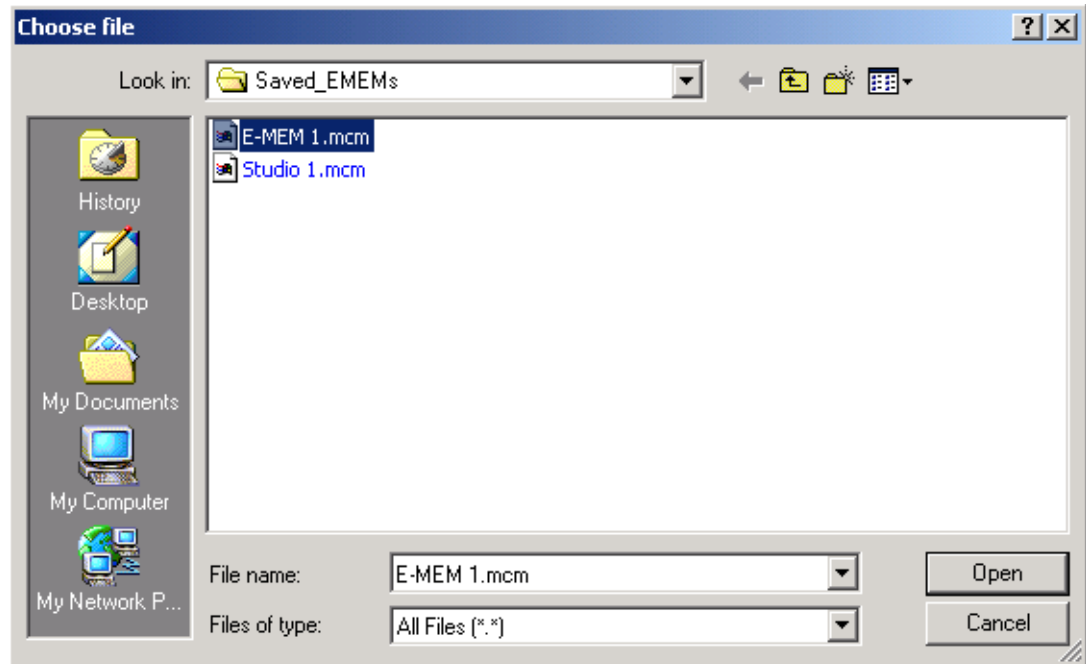 Choose file
Look in:
Saved_EMEMs
E-MEM 1.mcm
Studio 1.mcm
History
Desktop
My Documents
My Computer
My Network P...
File name:
E-MEM 1.mcm
Open
Files of type:
All Files (*.*)
Cancel